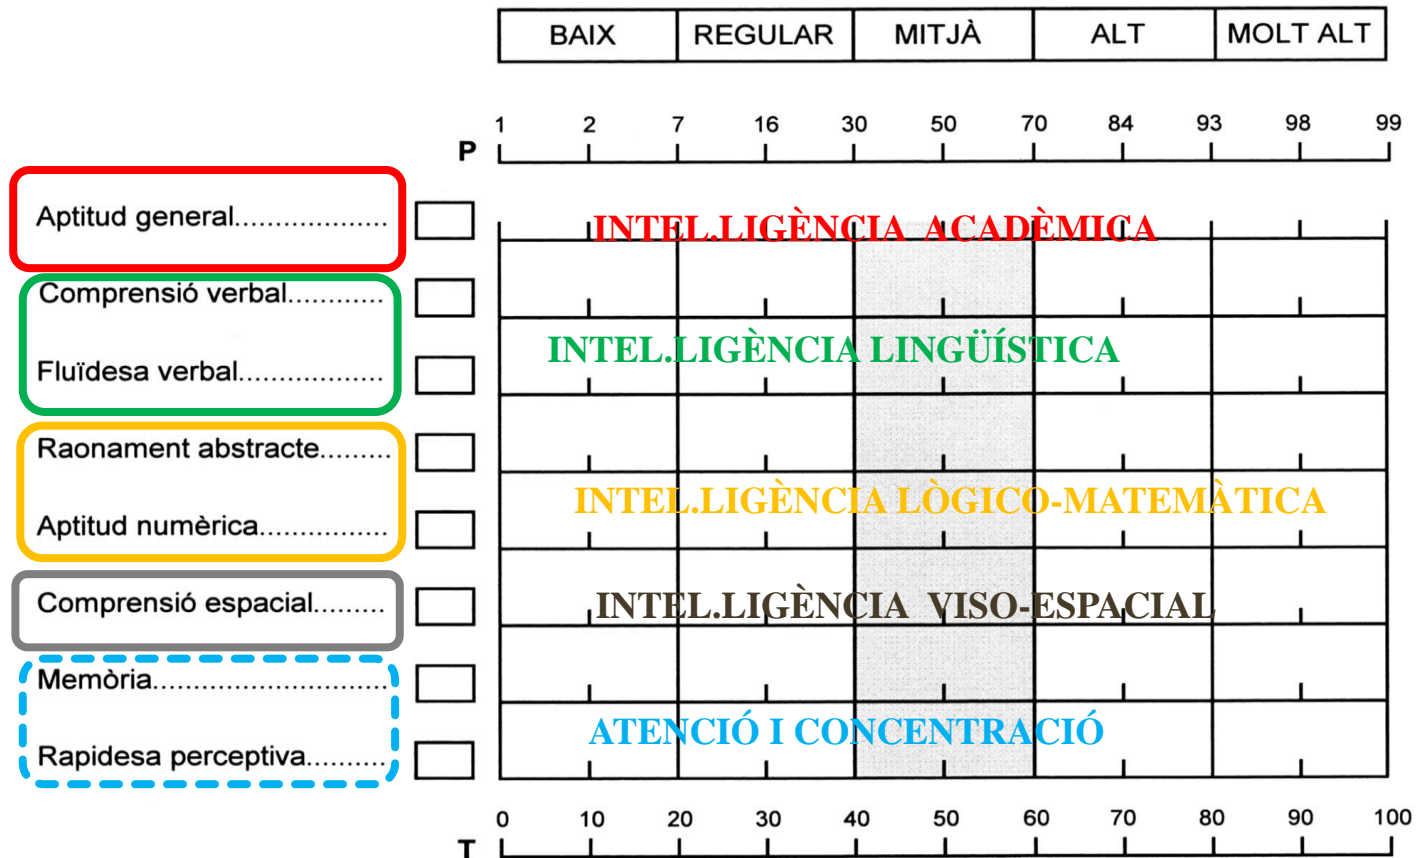 BAIX REGULAR MITJÀ ALT MOLT ALT
1 2 7 16 30 50 70 84 93 98 99
P
Aptitud general................... INTEL.LIGÈNCIA ACADÈMICA
Comprensió verbal............
INTEL.LIGÈNCIA LINGÜÍSTICA
Fluïdesa verbal..................
Raonament abstracte.........
INTEL.LIGÈNCIA LÒGICO-MATEMÀTICA
Aptitud numèrica................
Comprensió espacial......... INTEL.LIGÈNCIA VISO-ESPACIAL
Memòria.............................
ATENCIÓ I CONCENTRACIÓ
Rapidesa perceptiva..........
0 10 20 30 40 50 60 70 80 90 100
T